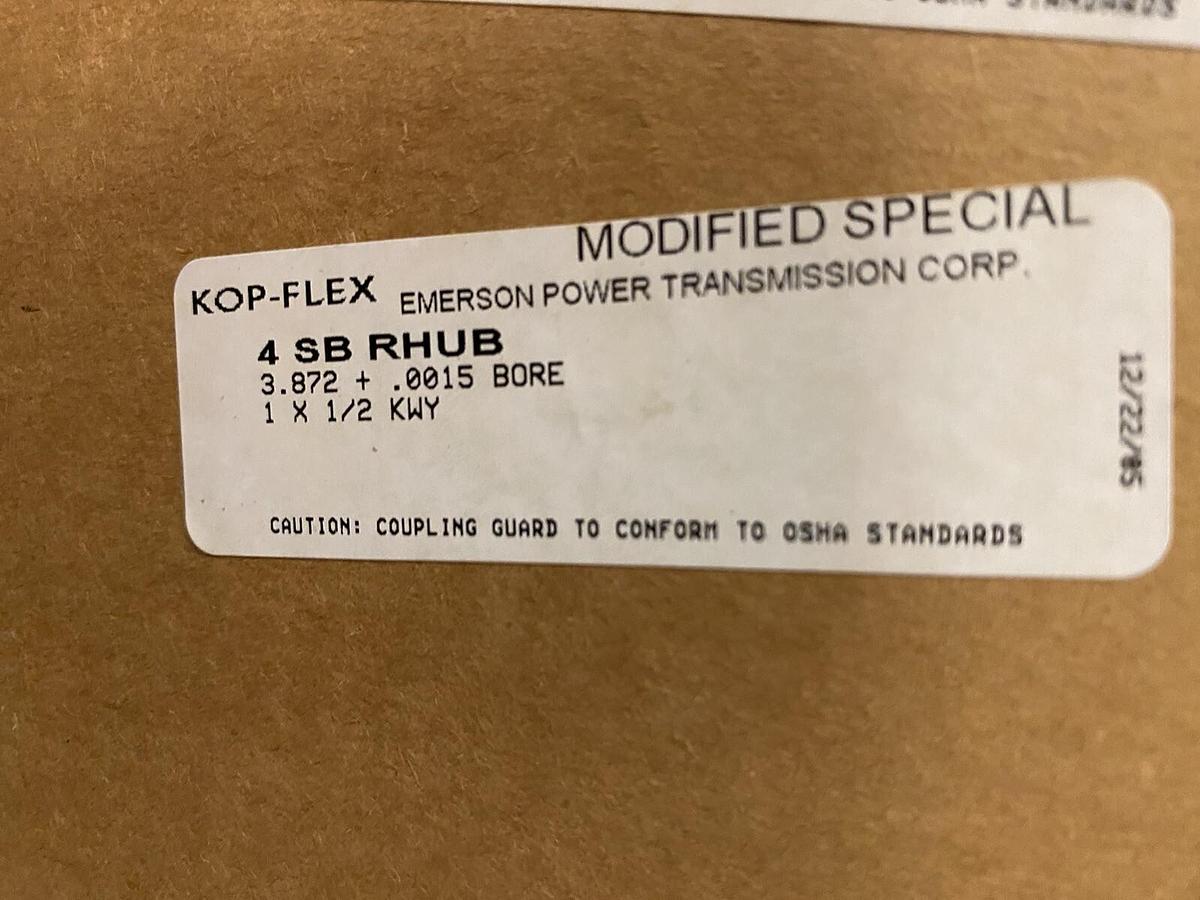 STANDARDS
MODIFIED SPECIAL
KOP-FLEX EMERSON POWER TRANSMISSION CORP.
4 SB RHUB
3.872 + .0015 BORE
1 X 1/2 KWY
12/22/05
CAUTION: COUPLING GUARD TO CONFORM TO OSHA STANDARDS